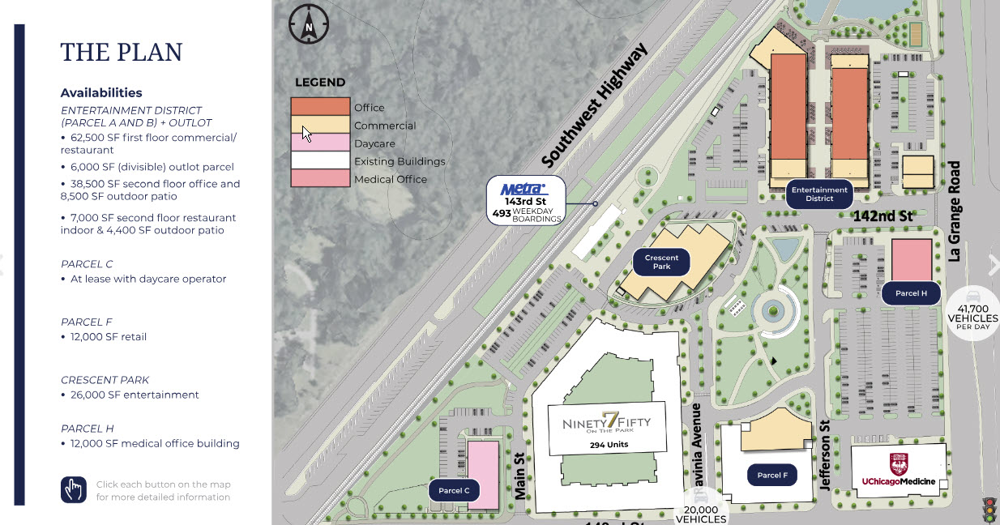 THE PLAN
Availabilities
ENTERTAINMENT DISTRICT
(PARCEL A AND B) + OUTLOT
• 62,500 SF first floor commercial/
restaurant
• 6,000 SF (divisible) outlot parcel
• 38,500 SF second floor office and
8,500 SF outdoor patio
• 7,000 SF second floor restaurant
indoor & 4,400 SF outdoor patio
PARCEL C
• At lease with daycare operator
PARCEL F
• 12,000 SF retail
CRESCENT PARK
• 26,000 SF entertainment
PARCEL H
• 12,000 SF medical office building
Click each button on the map
for more detailed information
N
LEGEND
Office
Commercial
Daycare
Existing Buildings
Medical Office
Southwest Highway
Metra
143rd St
493 WEEKDAY
BOARDINGS
Entertainment
District
142nd St
La Grange Road
Crescent
Park
Parcel H
41,700
VEHICLES
PER DAY
NINETY 7 FIFTY
ON THE PARK
294 Units
Main St
Ravinia Avenue
Jefferson St
Parcel C
Parcel F
UChicagoMedicine
20,000
VEHICLES